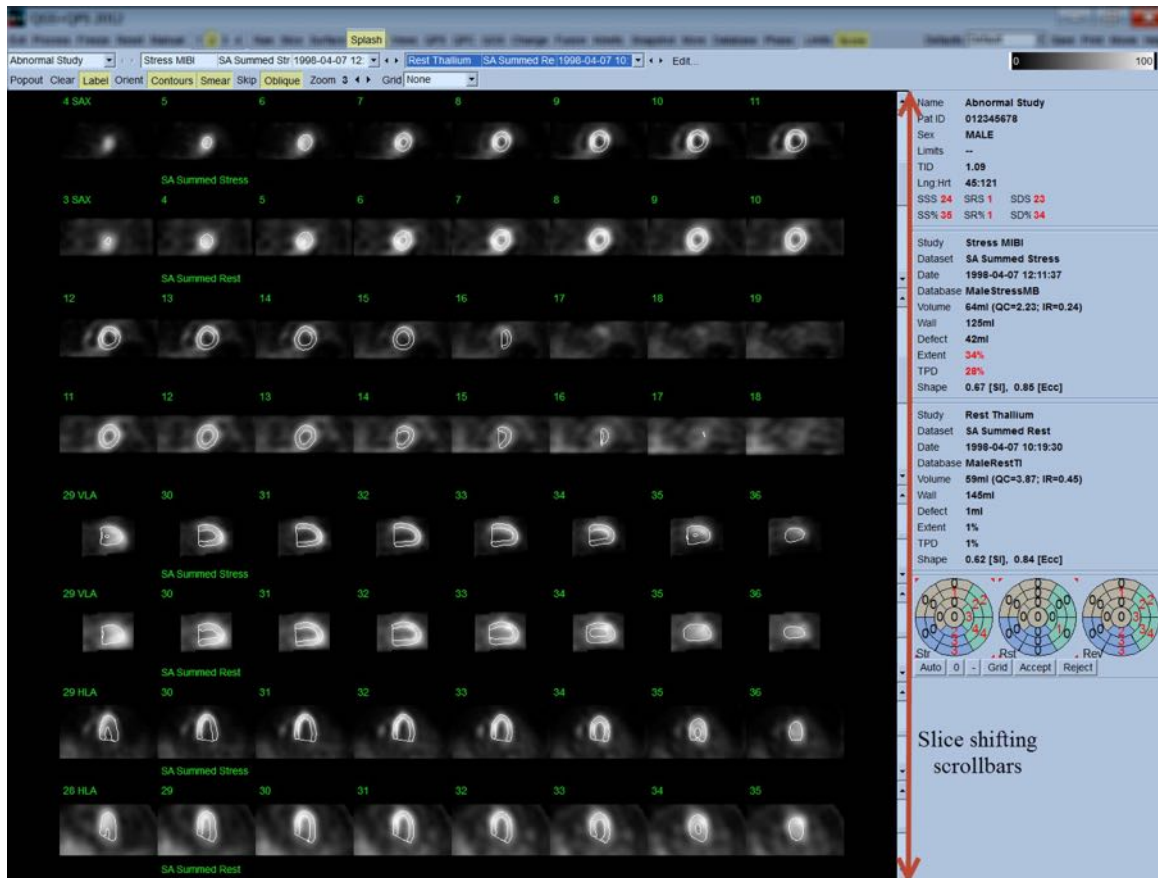 QGS+QPS 2012
Splash
Abnormal Study Stress MIBI SA Summed Str 1998-04-07 12: Rest Thallium SA Summed Re 1998-04-07 10: Edit...
Popout Clear Label Orient Contours Smear Skip Oblique Zoom 3 Grid None
0 100
4 SAX 5 6 7 8 9 10 11
SA Summed Stress
3 SAX 4 5 6 7 8 9 10
SA Summed Rest
12 13 14 15 16 17 18 19
11 12 13 14 15 16 17 18
29 VLA 30 31 32 33 34 35 36
SA Summed Stress
29 VLA 30 31 32 33 34 35 36
SA Summed Rest
29 HLA 30 31 32 33 34 35 36
SA Summed Stress
28 HLA 29 30 31 32 33 34 35
SA Summed Rest
Name Abnormal Study
Pat ID 012345678
Sex MALE
Limits --
TID 1.09
Lng:Hrt 45:121
SSS 24 SRS 1 SDS 23
SS% 35 SR% 1 SD% 34
Study Stress MIBI
Dataset SA Summed Stress
Date 1998-04-07 12:11:37
Database MaleStressMB
Volume 64ml (QC=2.23; IR=0.24)
Wall 125ml
Defect 42ml
Extent 34%
TPD 28%
Shape 0.67 [SI], 0.85 [Ecc]
Study Rest Thallium
Dataset SA Summed Rest
Date 1998-04-07 10:19:30
Database MaleRestTl
Volume 59ml (QC=3.87; IR=0.45)
Wall 145ml
Defect 1ml
Extent 1%
TPD 1%
Shape 0.62 [SI], 0.84 [Ecc]
Str Rst Rev
Auto 0 - Grid Accept Reject
Slice shifting
scrollbars